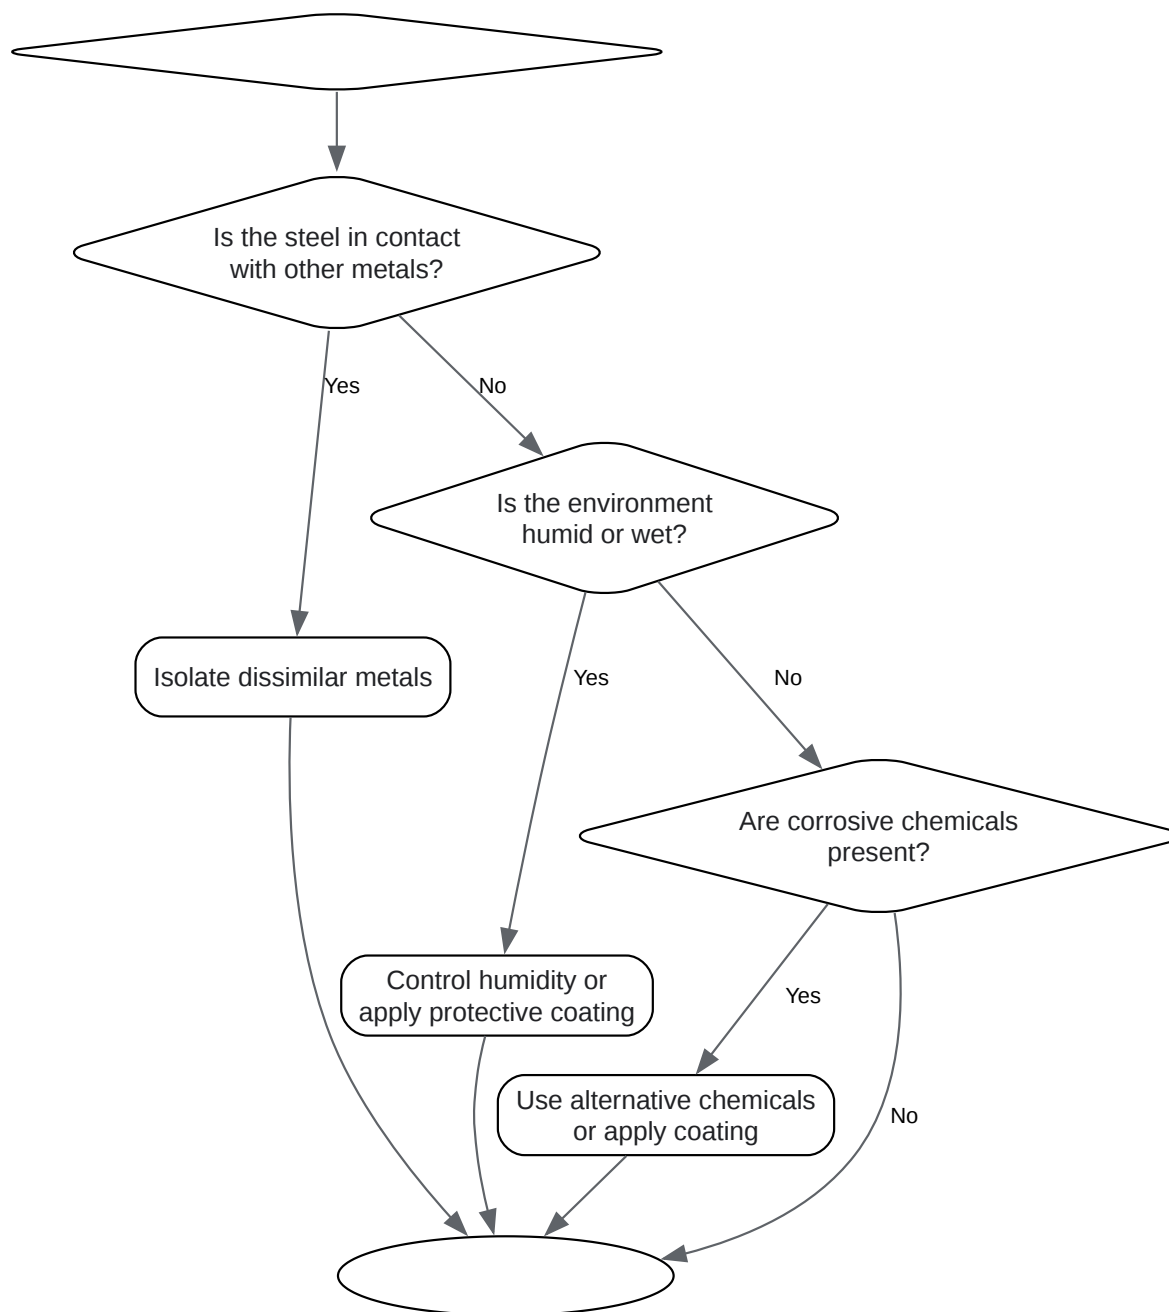 Is the steel in contact
with other metals?
Yes
No
Is the environment
humid or wet?
Isolate dissimilar metals
Yes
No
Are corrosive chemicals
present?
Control humidity or
apply protective coating
Yes
Use alternative chemicals
or apply coating
No